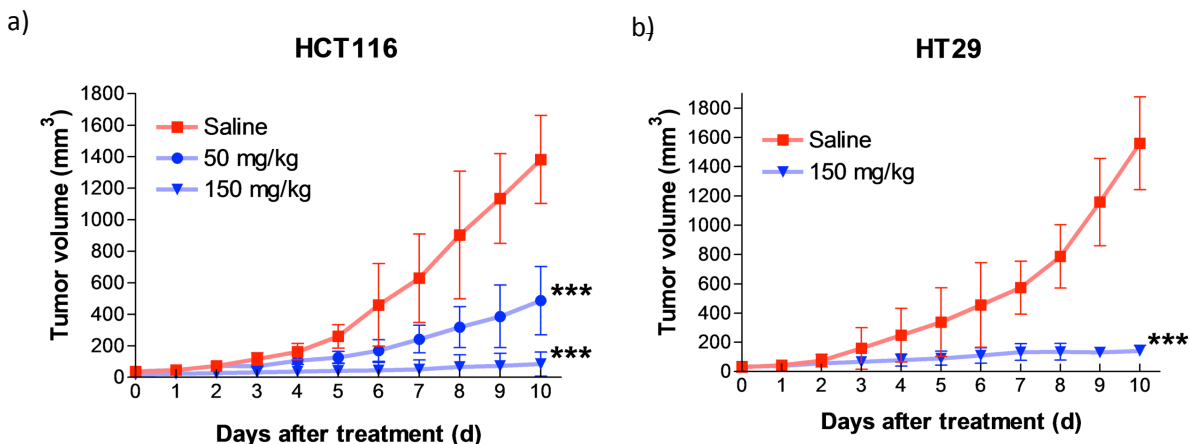 a)
HCT116
Tumor volume (mm³)
1800
1600
1400
1200
1000
800
600
400
200
0
Saline
50 mg/kg
150 mg/kg
***
***
0 1 2 3 4 5 6 7 8 9 10
Days after treatment (d)
b)
HT29
Tumor volume (mm³)
1800
1600
1400
1200
1000
800
600
400
200
0
Saline
150 mg/kg
***
0 1 2 3 4 5 6 7 8 9 10
Days after treatment (d)